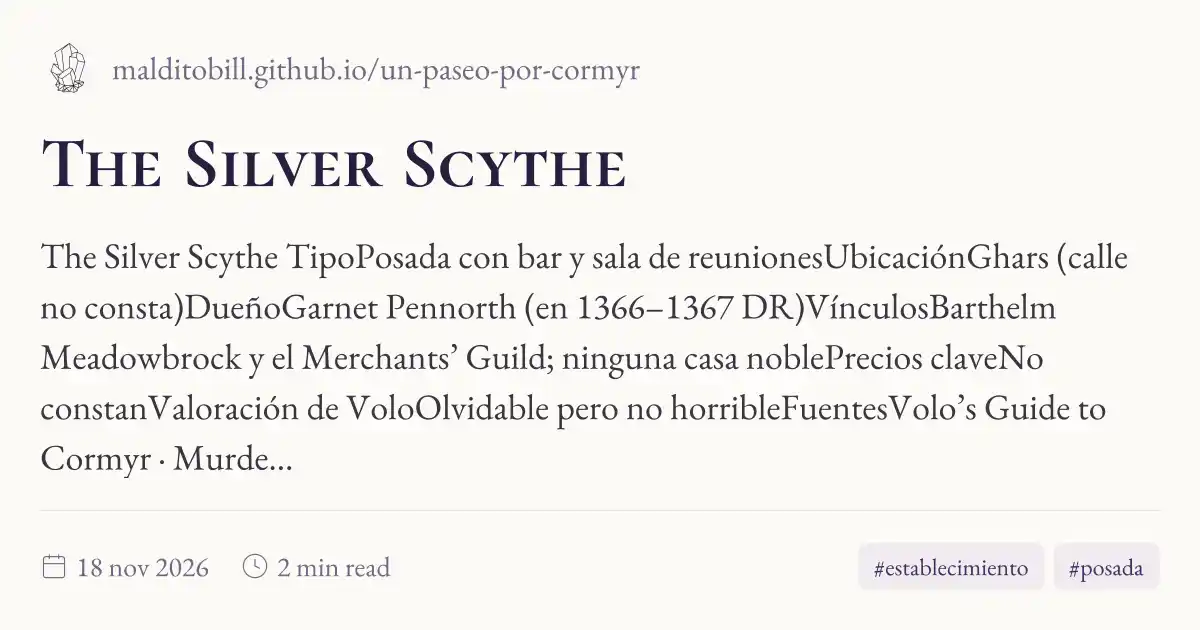 malditobill.github.io/un-paseo-por-cormyr
The Silver Scythe
The Silver Scythe TipoPosada con bar y sala de reunionesUbicaciónGhars (calle
no consta)DueñoGarnet Pennorth (en 1366–1367 DR)VínculosBarthelm
Meadowbrock y el Merchants’ Guild; ninguna casa noblePrecios claveNo
constanValoración de VoloOlvidable pero no horribleFuentesVolo’s Guide to
Cormyr · Murde...
18 nov 2026
2 min read
#establecimiento
#posada